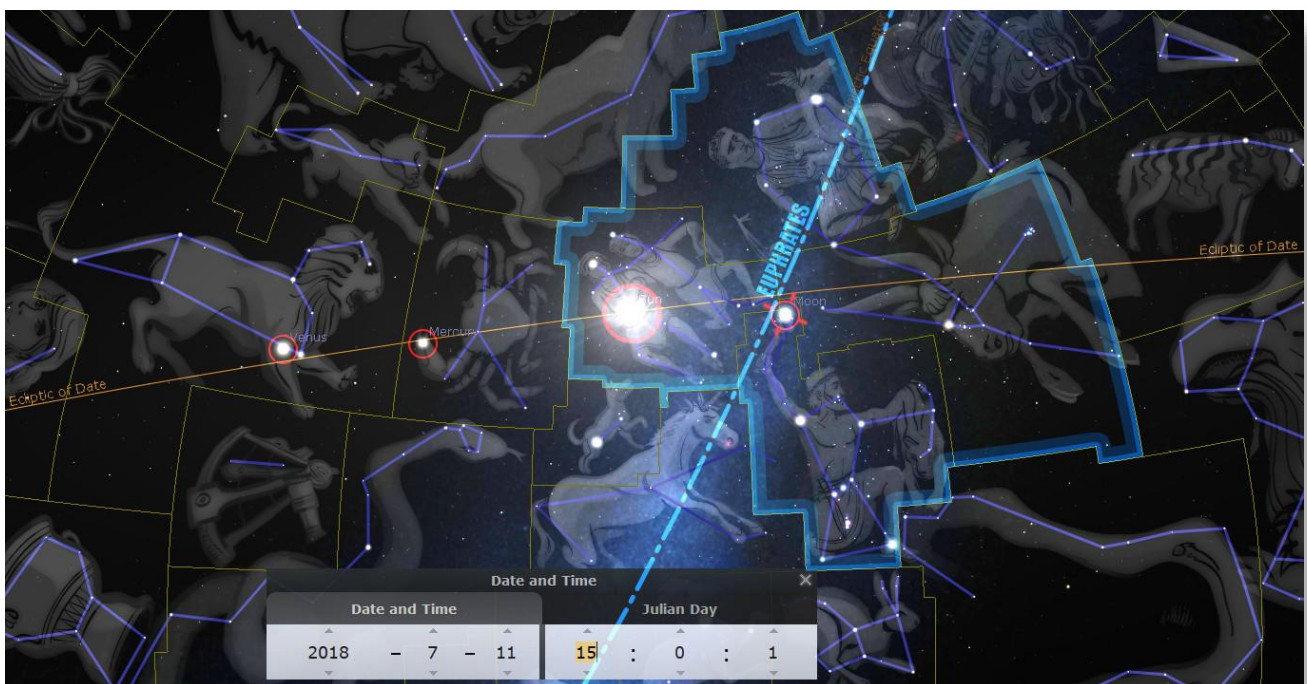 EUPHRATES
Ecliptic of Date
Sun
Moon
Mercury
Venus
Ecliptic of Date
Date and Time
Date and Time
Julian Day
2018 – 7 – 11 15 : 0 : 1